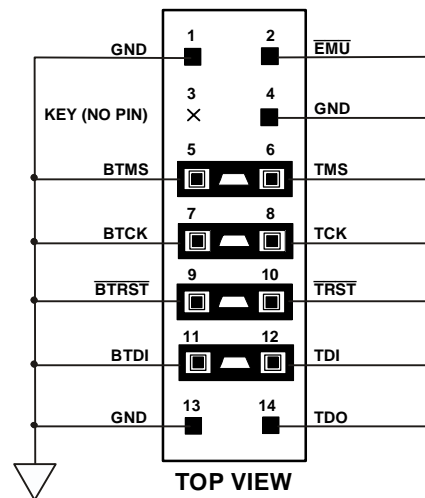 1 2
GND EMU
3 4
KEY (NO PIN) GND
5 6
BTMS TMS
7 8
BTCK TCK
9 10
BTRST TRST
11 12
BTDI TDI
13 14
GND TDO
TOP VIEW